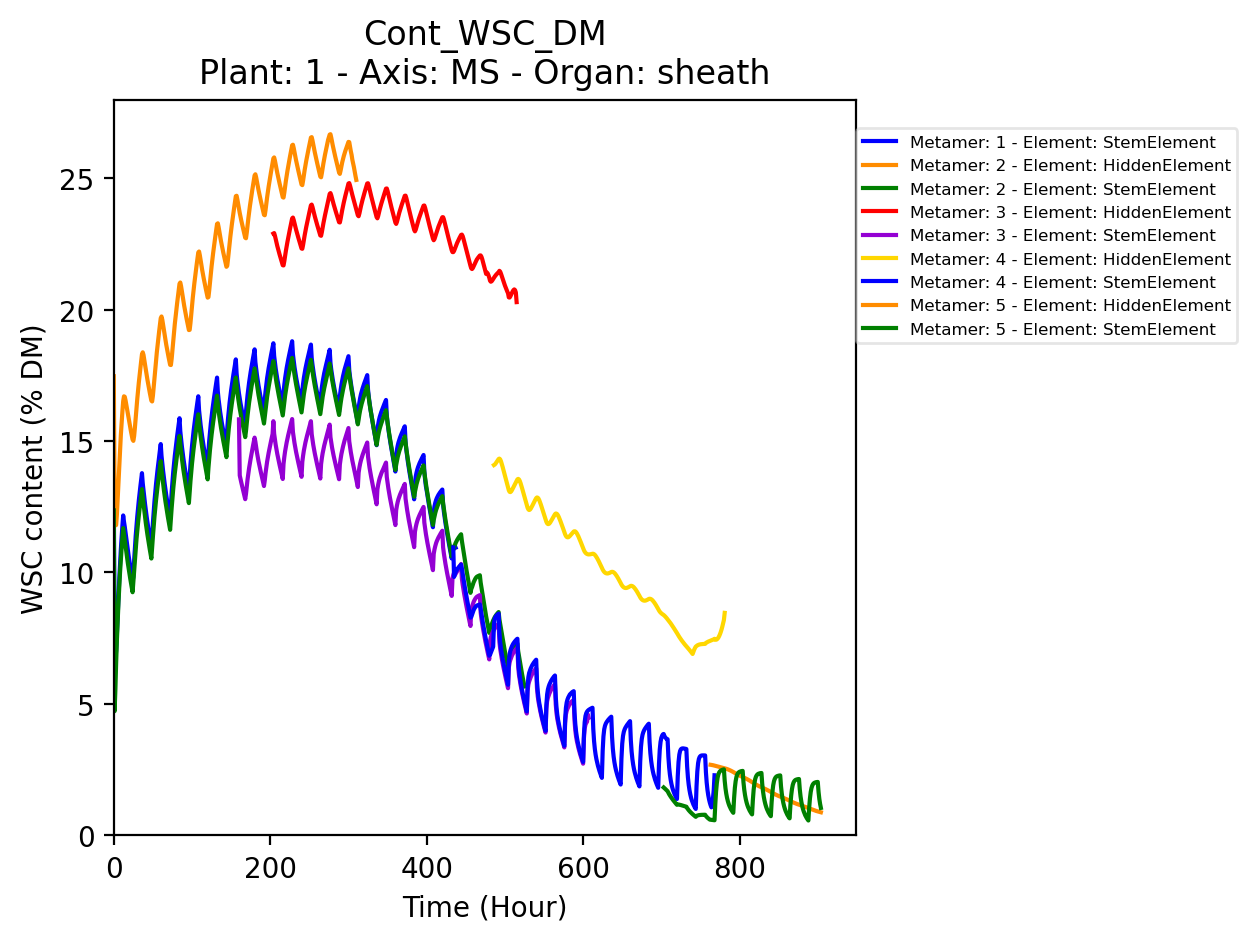 Cont_WSC_DM
Plant: 1 - Axis: MS - Organ: sheath
Metamer: 1 - Element: StemElement
Metamer: 2 - Element: HiddenElement
Metamer: 2 - Element: StemElement
Metamer: 3 - Element: HiddenElement
Metamer: 3 - Element: StemElement
Metamer: 4 - Element: HiddenElement
Metamer: 4 - Element: StemElement
Metamer: 5 - Element: HiddenElement
Metamer: 5 - Element: StemElement
WSC content (% DM)
25
20
15
10
5
0
0 200 400 600 800
Time (Hour)